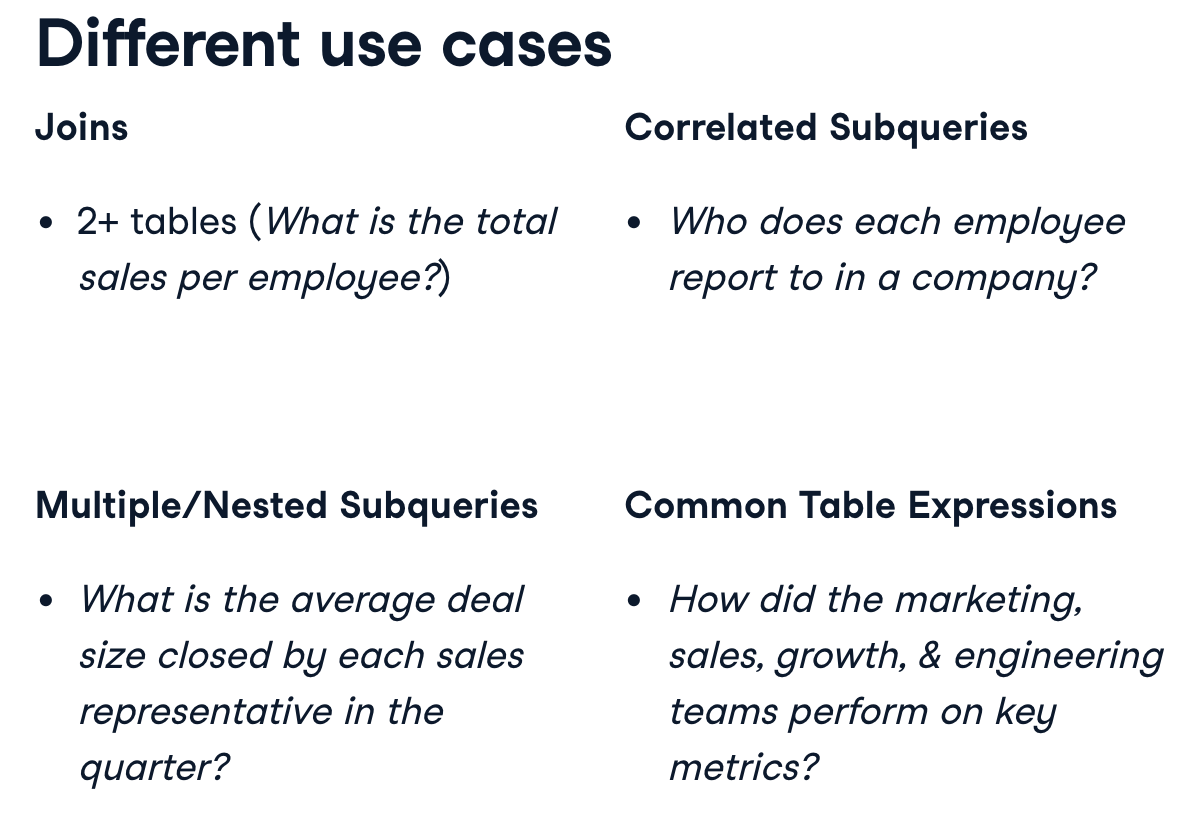 Different use cases
Joins
• 2+ tables (What is the total
sales per employee?)
Correlated Subqueries
• Who does each employee
report to in a company?
Multiple/Nested Subqueries
• What is the average deal
size closed by each sales
representative in the
quarter?
Common Table Expressions
• How did the marketing,
sales, growth, & engineering
teams perform on key
metrics?